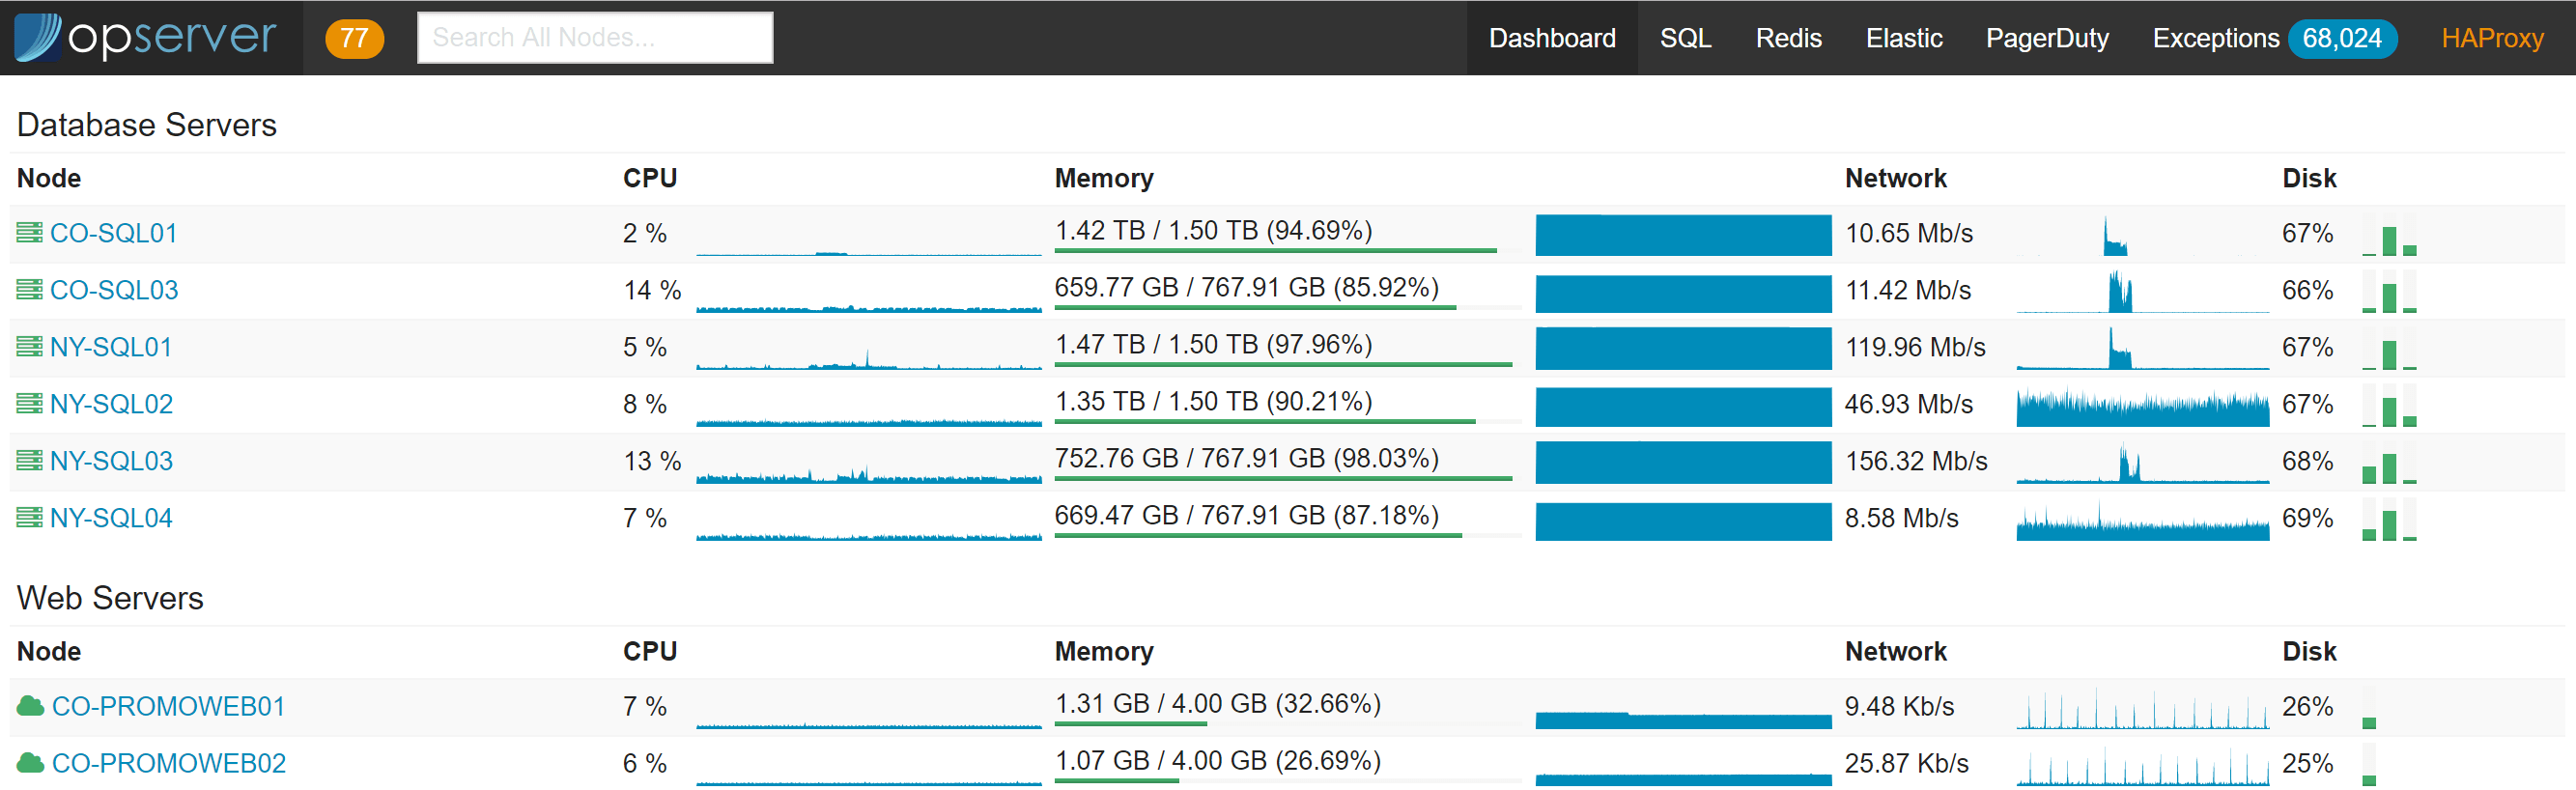 opserver 77 Search All Nodes... Dashboard SQL Redis Elastic PagerDuty Exceptions 68,024 HAProxy
Database Servers
Node CPU Memory Network Disk
CO-SQL01 2 % 1.42 TB / 1.50 TB (94.69%) 10.65 Mb/s 67%
CO-SQL03 14 % 659.77 GB / 767.91 GB (85.92%) 11.42 Mb/s 66%
NY-SQL01 5 % 1.47 TB / 1.50 TB (97.96%) 119.96 Mb/s 67%
NY-SQL02 8 % 1.35 TB / 1.50 TB (90.21%) 46.93 Mb/s 67%
NY-SQL03 13 % 752.76 GB / 767.91 GB (98.03%) 156.32 Mb/s 68%
NY-SQL04 7 % 669.47 GB / 767.91 GB (87.18%) 8.58 Mb/s 69%
Web Servers
Node CPU Memory Network Disk
CO-PROMOWEB01 7 % 1.31 GB / 4.00 GB (32.66%) 9.48 Kb/s 26%
CO-PROMOWEB02 6 % 1.07 GB / 4.00 GB (26.69%) 25.87 Kb/s 25%